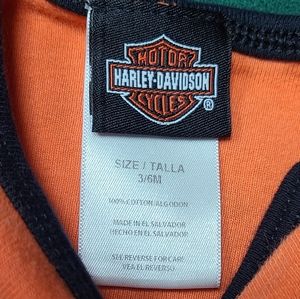 MOTOR
HARLEY-DAVIDSON
CYCLES
®
SIZE / TALLA
3/6M
100% COTTON/ALGODON
MADE IN EL SALVADOR
HECHO EN EL SALVADOR
SEE REVERSE FOR CARE
VEA EL REVERSO